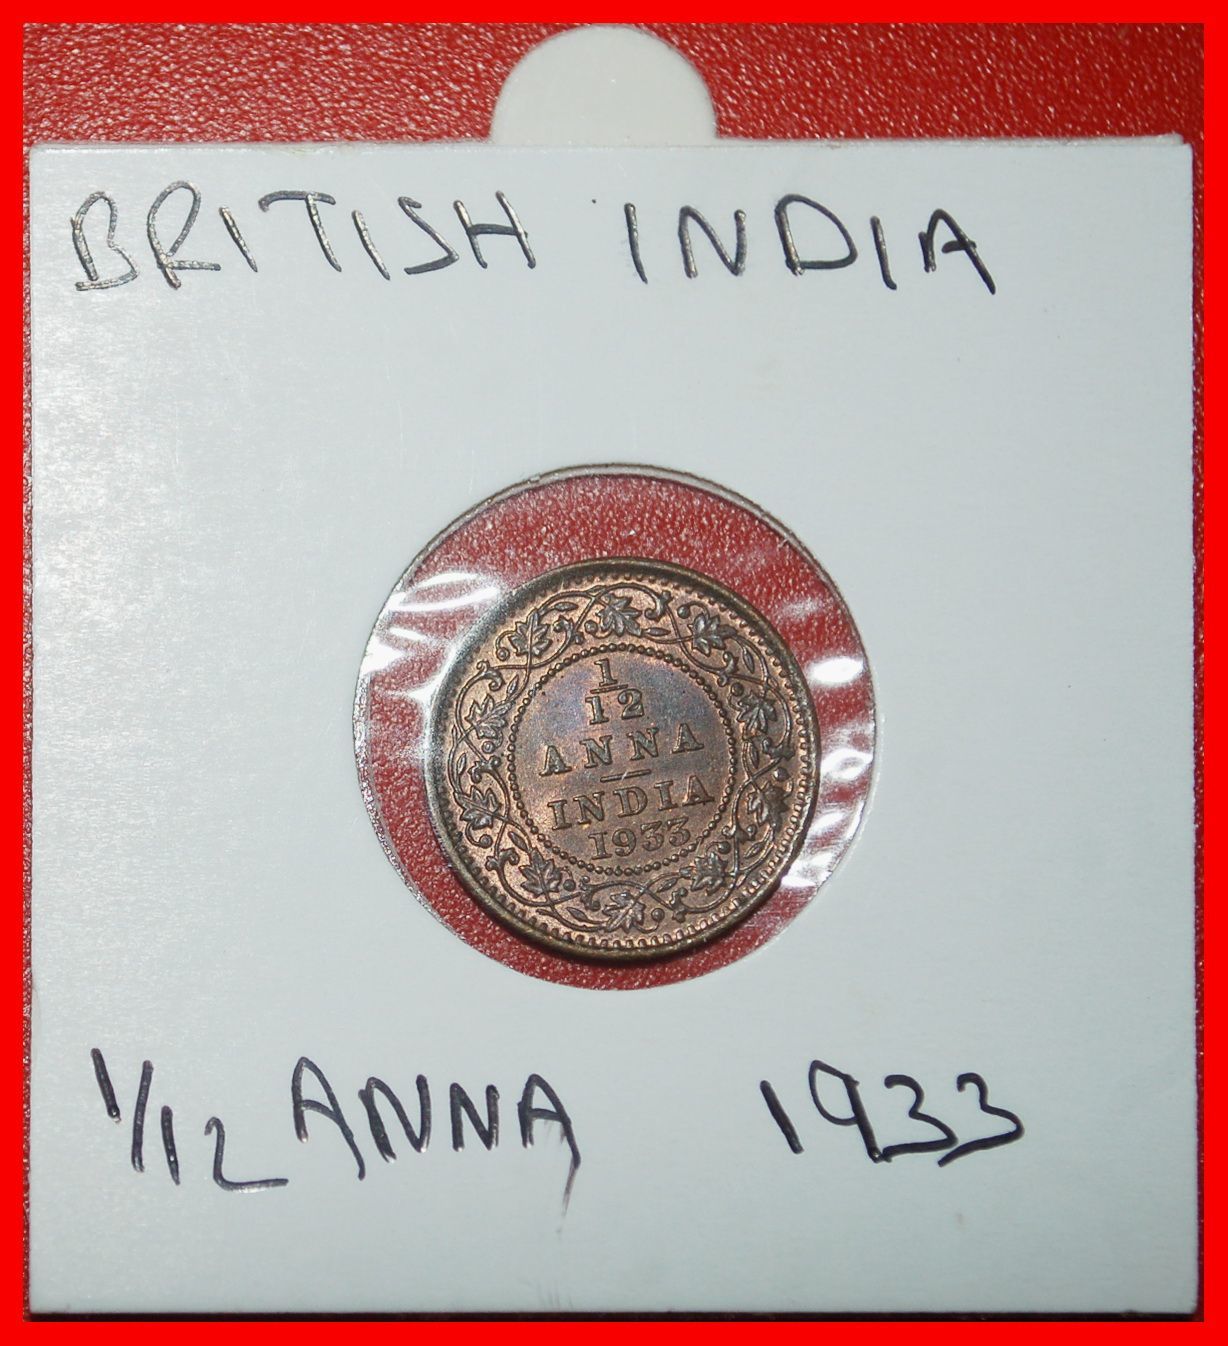 BRITISH INDIA
1
12
ANNA
INDIA
1933
1/12 ANNA 1933